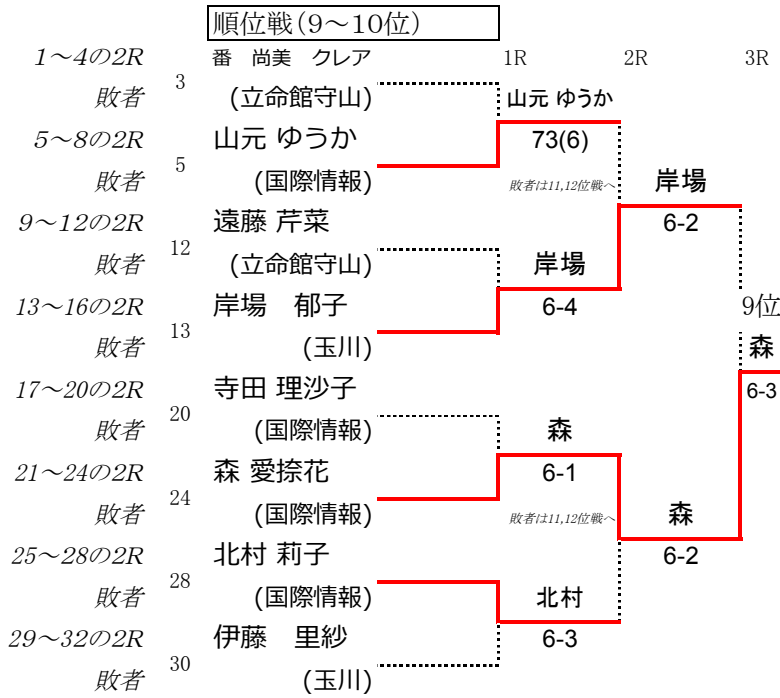 順位戦(9～10位)
1～4の2R 番 尚美 クレア 1R 2R 3R
敗者 3 (立命館守山) 山元 ゆうか
5～8の2R 山元 ゆうか 73(6)
敗者 5 (国際情報) 敗者は11,12位戦へ 岸場
9～12の2R 遠藤 芹菜 6-2
敗者 12 (立命館守山) 岸場
13～16の2R 岸場 郁子 6-4 9位
敗者 13 (玉川) 森
17～20の2R 寺田 理沙子 6-3
敗者 20 (国際情報) 森
21～24の2R 森 愛捺花 6-1
敗者 24 (国際情報) 敗者は11,12位戦へ 森
25～28の2R 北村 莉子 6-2
敗者 28 (国際情報) 北村
29～32の2R 伊藤 里紗 6-3
敗者 30 (玉川)